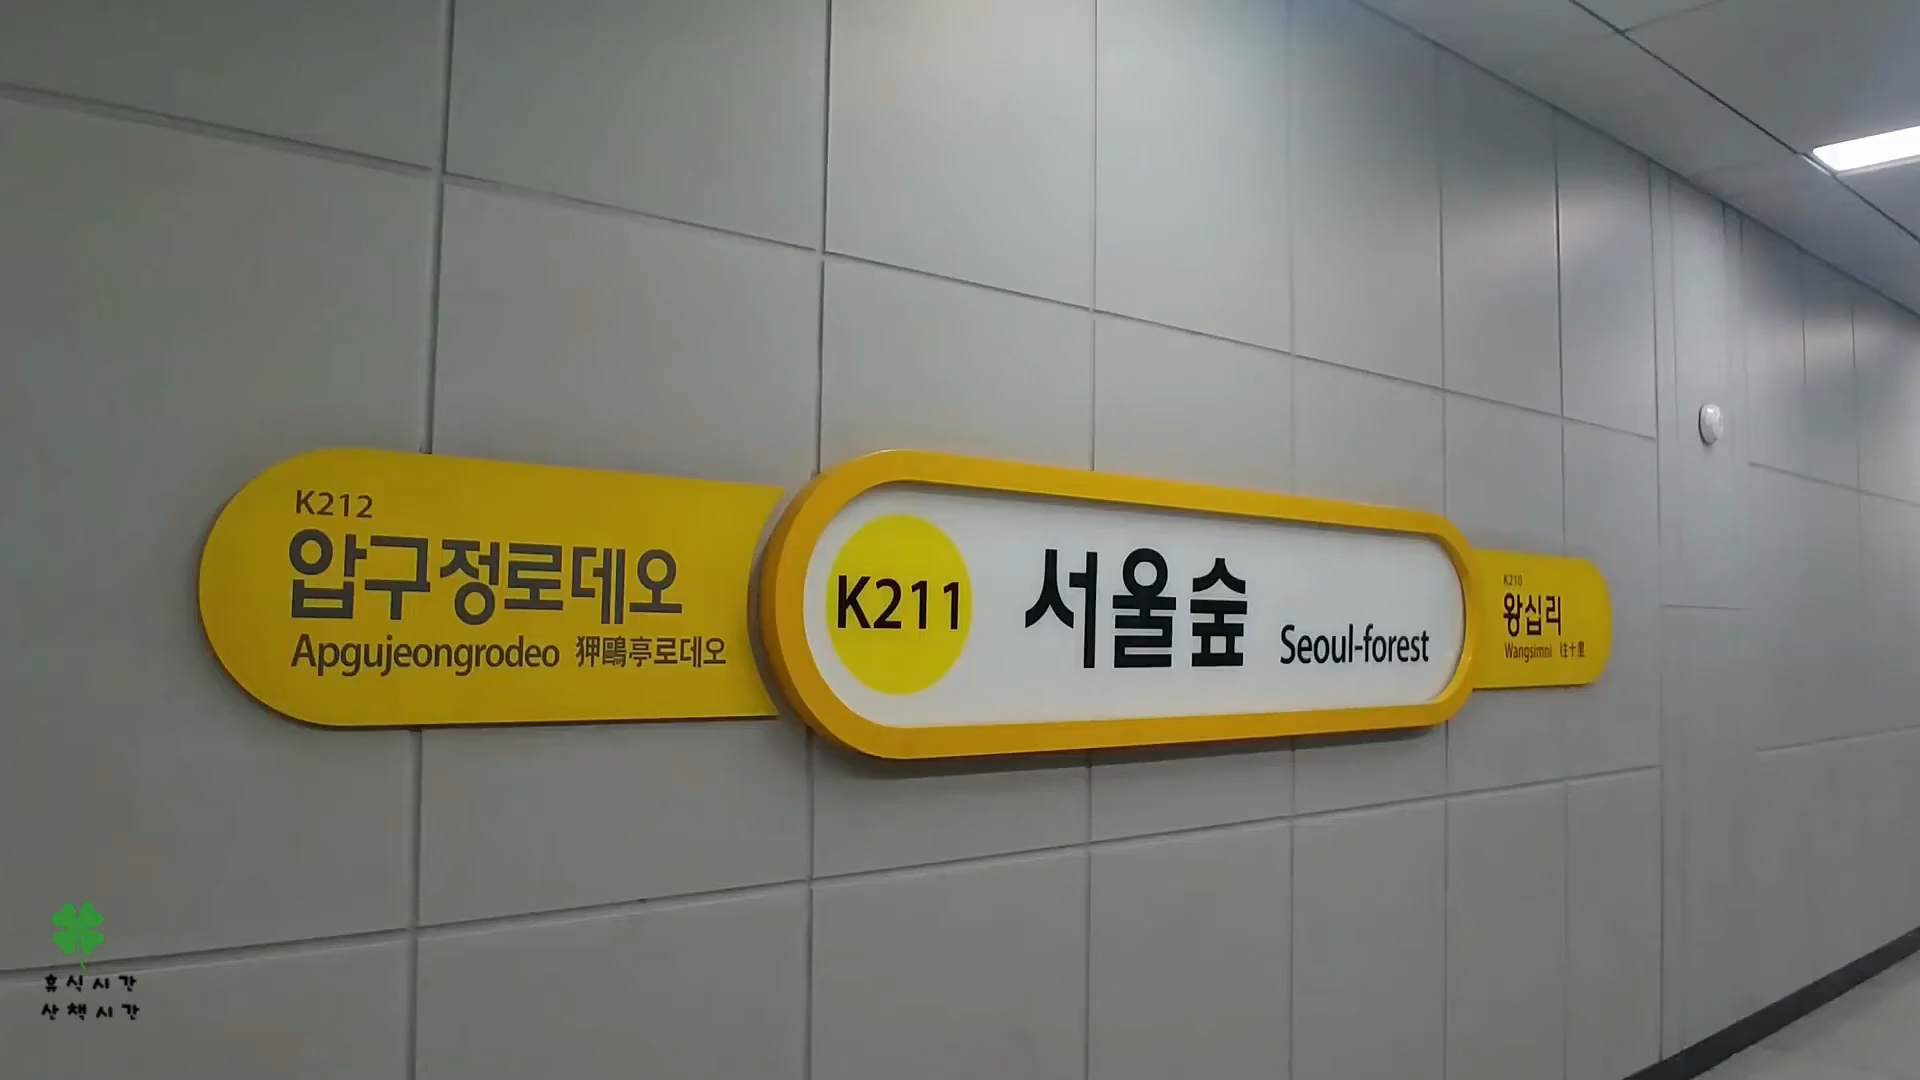 K212
압구정로데오
Apgujeongrodeo 狎鷗亭로데오
K211
서울숲 Seoul-forest
K210
왕십리
Wangsimni 往十里
휴식시간
산책시간